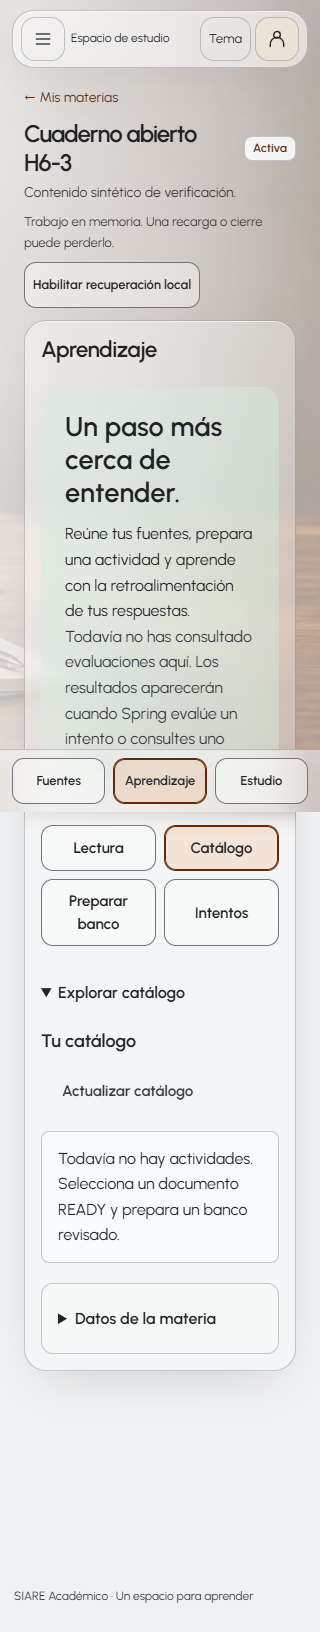 Espacio de estudio
Tema
← Mis materias
Cuaderno abierto
H6-3
Activa
Contenido sintético de verificación.
Trabajo en memoria. Una recarga o cierre
puede perderlo.
Habilitar recuperación local
Aprendizaje
Un paso más
cerca de
entender.
Reúne tus fuentes, prepara
una actividad y aprende
con la retroalimentación
de tus respuestas.
Todavía no has consultado
evaluaciones aquí. Los
resultados aparecerán
cuando Spring evalúe un
intento o consultes uno
Fuentes
Aprendizaje
Estudio
Lectura
Catálogo
Preparar
banco
Intentos
▼ Explorar catálogo
Tu catálogo
Actualizar catálogo
Todavía no hay actividades.
Selecciona un documento
READY y prepara un banco
revisado.
▶ Datos de la materia
SIARE Académico · Un espacio para aprender